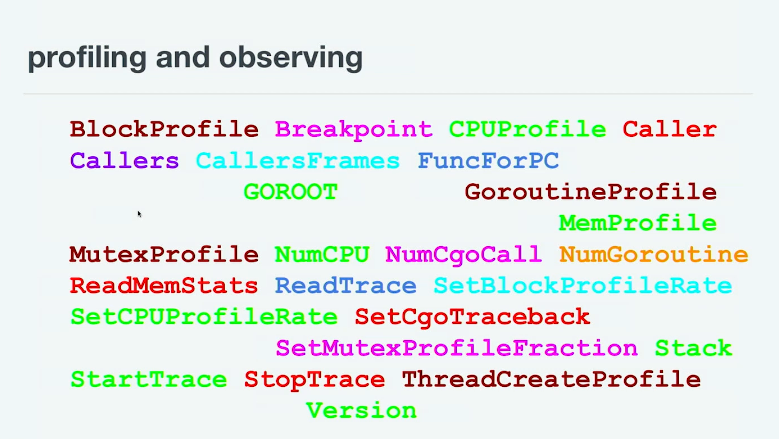 profiling and observing
BlockProfile Breakpoint CPUProfile Caller
Callers CallersFrames FuncForPC
GOROOT GoroutineProfile
MemProfile
MutexProfile NumCPU NumCgoCall NumGoroutine
ReadMemStats ReadTrace SetBlockProfileRate
SetCPUProfileRate SetCgoTraceback
SetMutexProfileFraction Stack
StartTrace StopTrace ThreadCreateProfile
Version